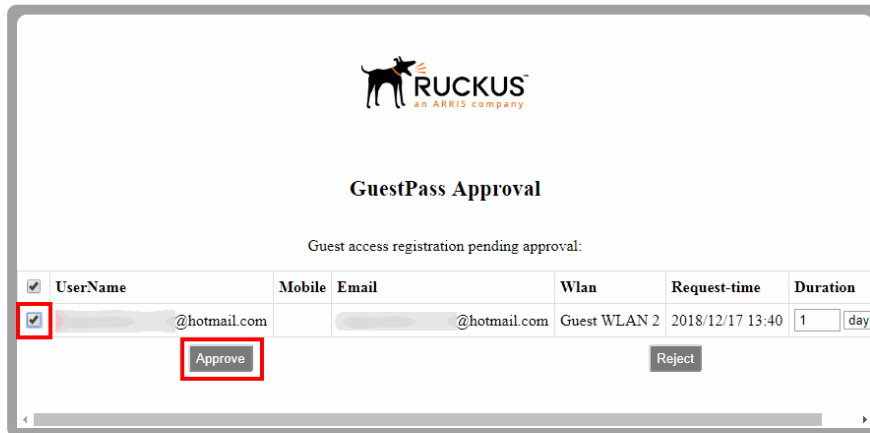 RUCKUS™
an ARRIS company
GuestPass Approval
Guest access registration pending approval:
UserName Mobile Email Wlan Request-time Duration
@hotmail.com @hotmail.com Guest WLAN 2 2018/12/17 13:40 1 day
Approve Reject